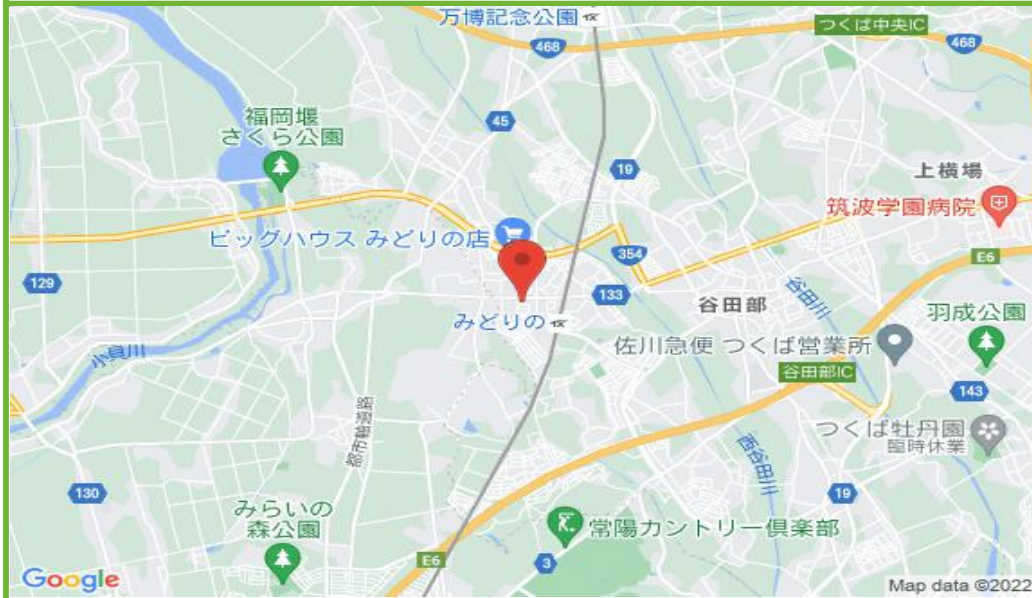 万博記念公園
つくば中央IC
468
468
福岡堰
さくら公園
45
19
上横場
筑波学園病院
ビッグハウス みどりの店
354
E6
129
133
谷田部
谷田川
羽成公園
みどりの
小貝川
佐川急便 つくば営業所
谷田部IC
143
都市軸道路
つくば牡丹園
臨時休業
西谷田川
130
19
みらいの
森公園
常陽カントリー倶楽部
E6
3
Google
Map data ©2022